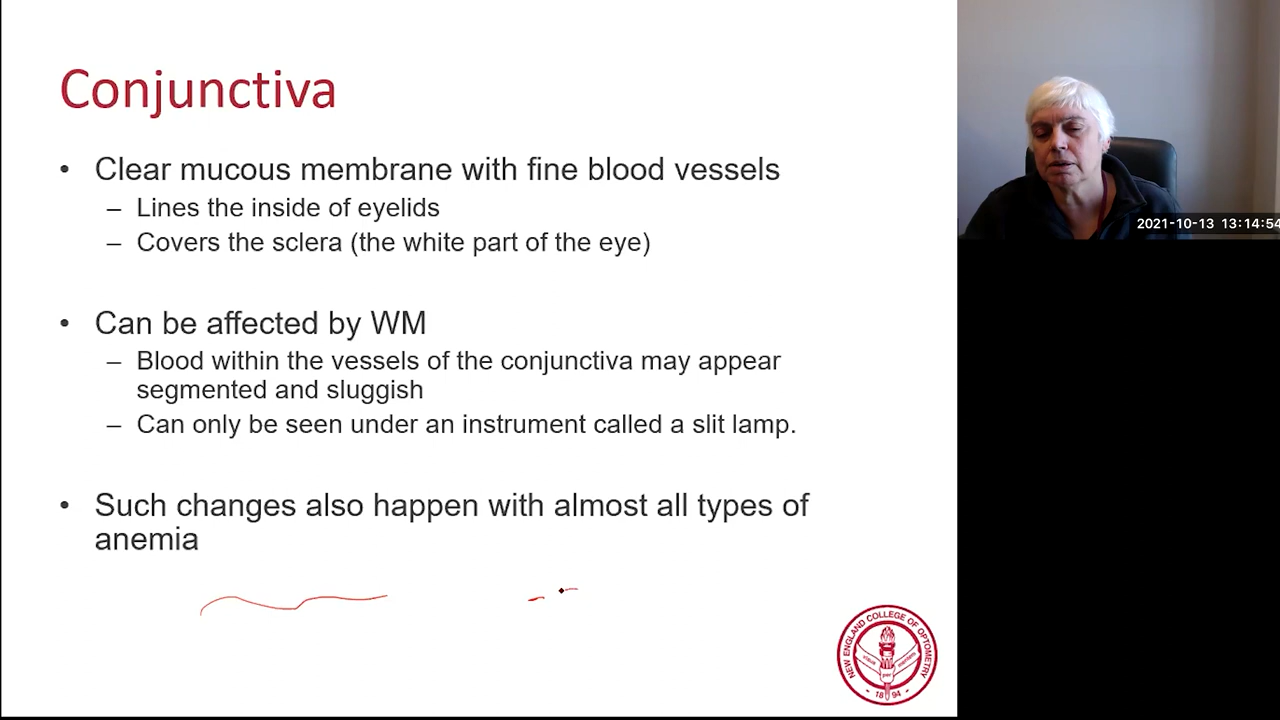 Conjunctiva
• Clear mucous membrane with fine blood vessels
– Lines the inside of eyelids
– Covers the sclera (the white part of the eye)
• Can be affected by WM
– Blood within the vessels of the conjunctiva may appear
segmented and sluggish
– Can only be seen under an instrument called a slit lamp.
• Such changes also happen with almost all types of
anemia
2021-10-13 13:14:54
NEW ENGLAND COLLEGE OF OPTOMETRY
1894